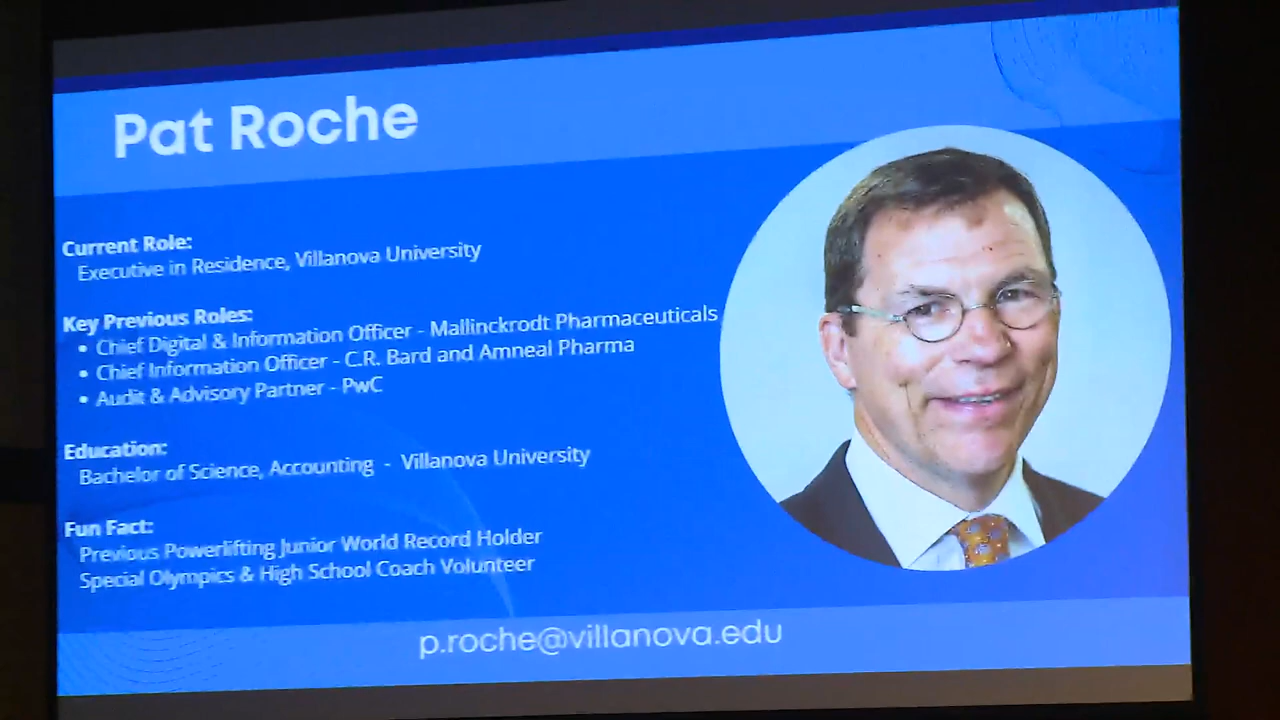 Pat Roche
Current Role:
Executive in Residence, Villanova University
Key Previous Roles:
• Chief Digital & Information Officer - Mallinckrodt Pharmaceuticals
• Chief Information Officer - C.R. Bard and Amneal Pharma
• Audit & Advisory Partner - PwC
Education:
Bachelor of Science, Accounting - Villanova University
Fun Fact:
Previous Powerlifting Junior World Record Holder
Special Olympics & High School Coach Volunteer
p.roche@villanova.edu